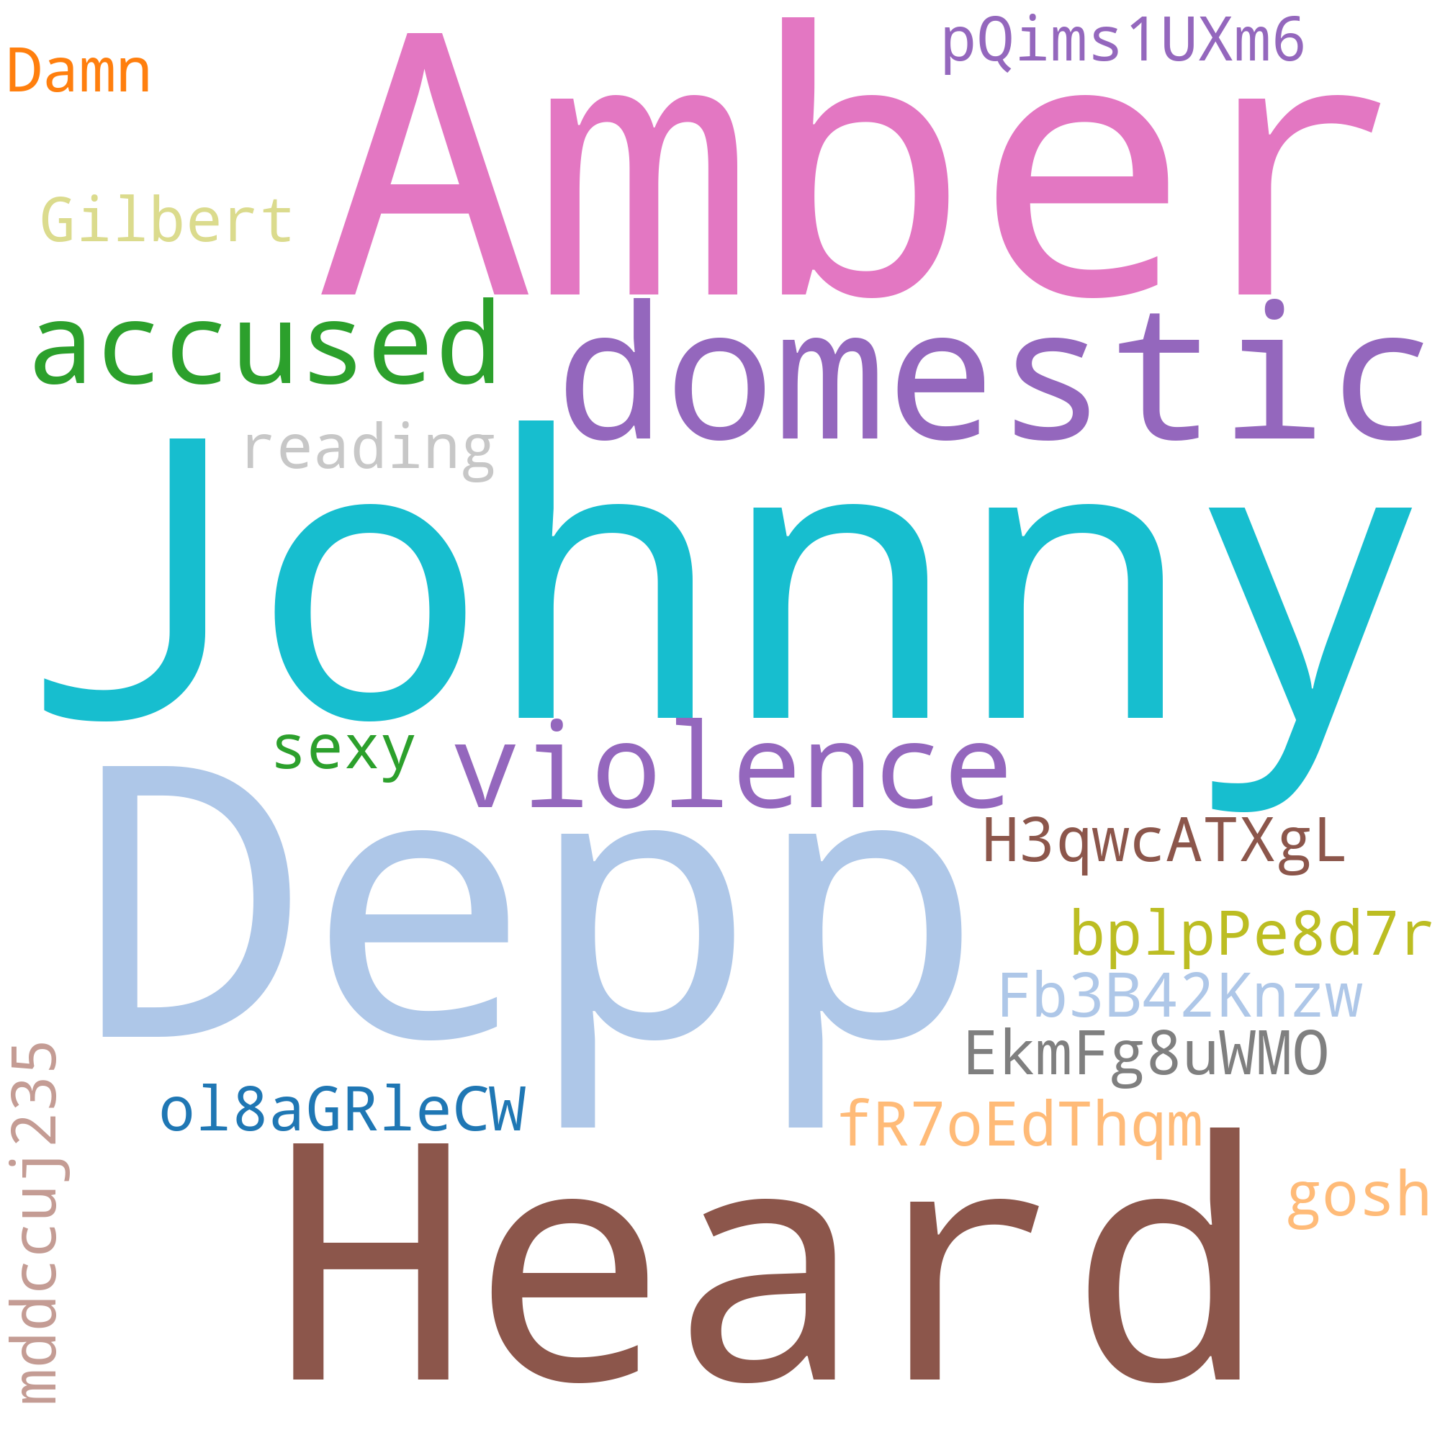 Damn
pQims1UXm6
Amber
Gilbert
accused
domestic
reading
Johnny
sexy
violence
Depp
H3qwcATXgL
bplpPe8d7r
Fb3B42Knzw
EkmFg8uWMO
ol8aGRleCW
fR7oEdThqm
mddccuj235
gosh
Heard